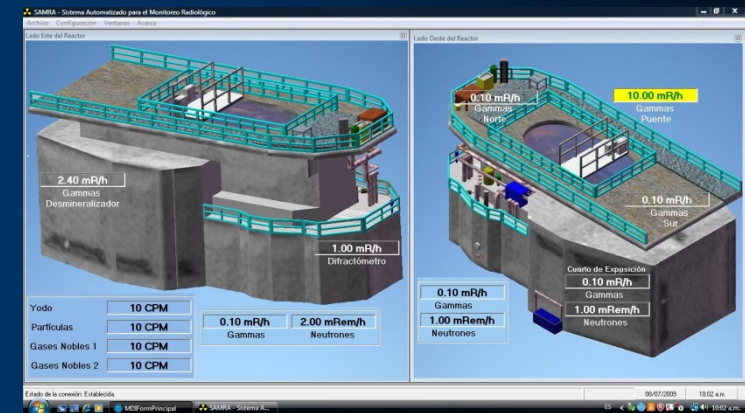 SAMRA - Sistema Automatizado para el Monitoreo Radiológico
Archivo Configuración Ventanas Acerca
Lado Este del Reactor
2.40 mR/h
Gammas
Desmineralizador
1.00 mR/h
Difractómetro
Yodo 10 CPM
Partículas 10 CPM
Gases Nobles 1 10 CPM
Gases Nobles 2 10 CPM
0.10 mR/h 2.00 mRem/h
Gammas Neutrones
Lado Oeste del Reactor
0.10 mR/h
Gammas
Norte
10.00 mR/h
Gammas
Puente
0.10 mR/h
Gammas
Sur
0.10 mR/h
Gammas
1.00 mRem/h
Neutrones
Cuarto de Exposición
0.10 mR/h
Gammas
1.00 mRem/h
Neutrones
Estado de la conexión: Establecida.
08/07/2009 10:02 a.m.
MDIFormPrincipal SAMRA - Sistema A... ES 10:02 a.m.